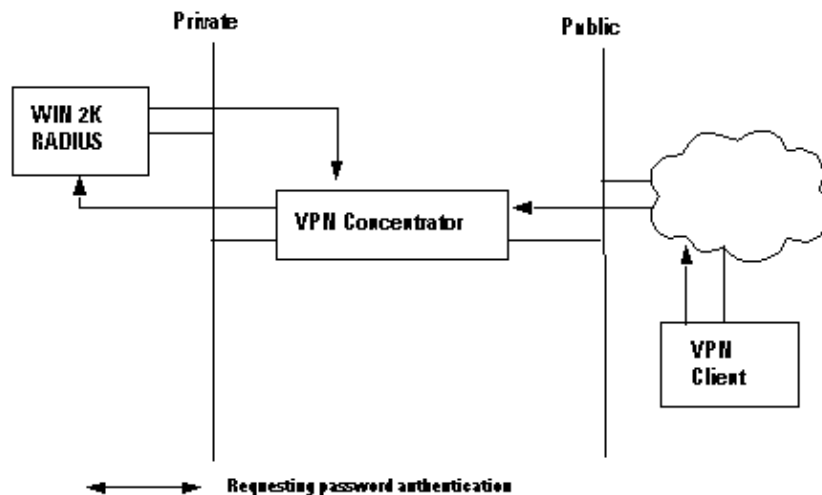 Private
Public
WIN 2K
RADIUS
VPN Concentrator
VPN
Client
Requesting password authentication